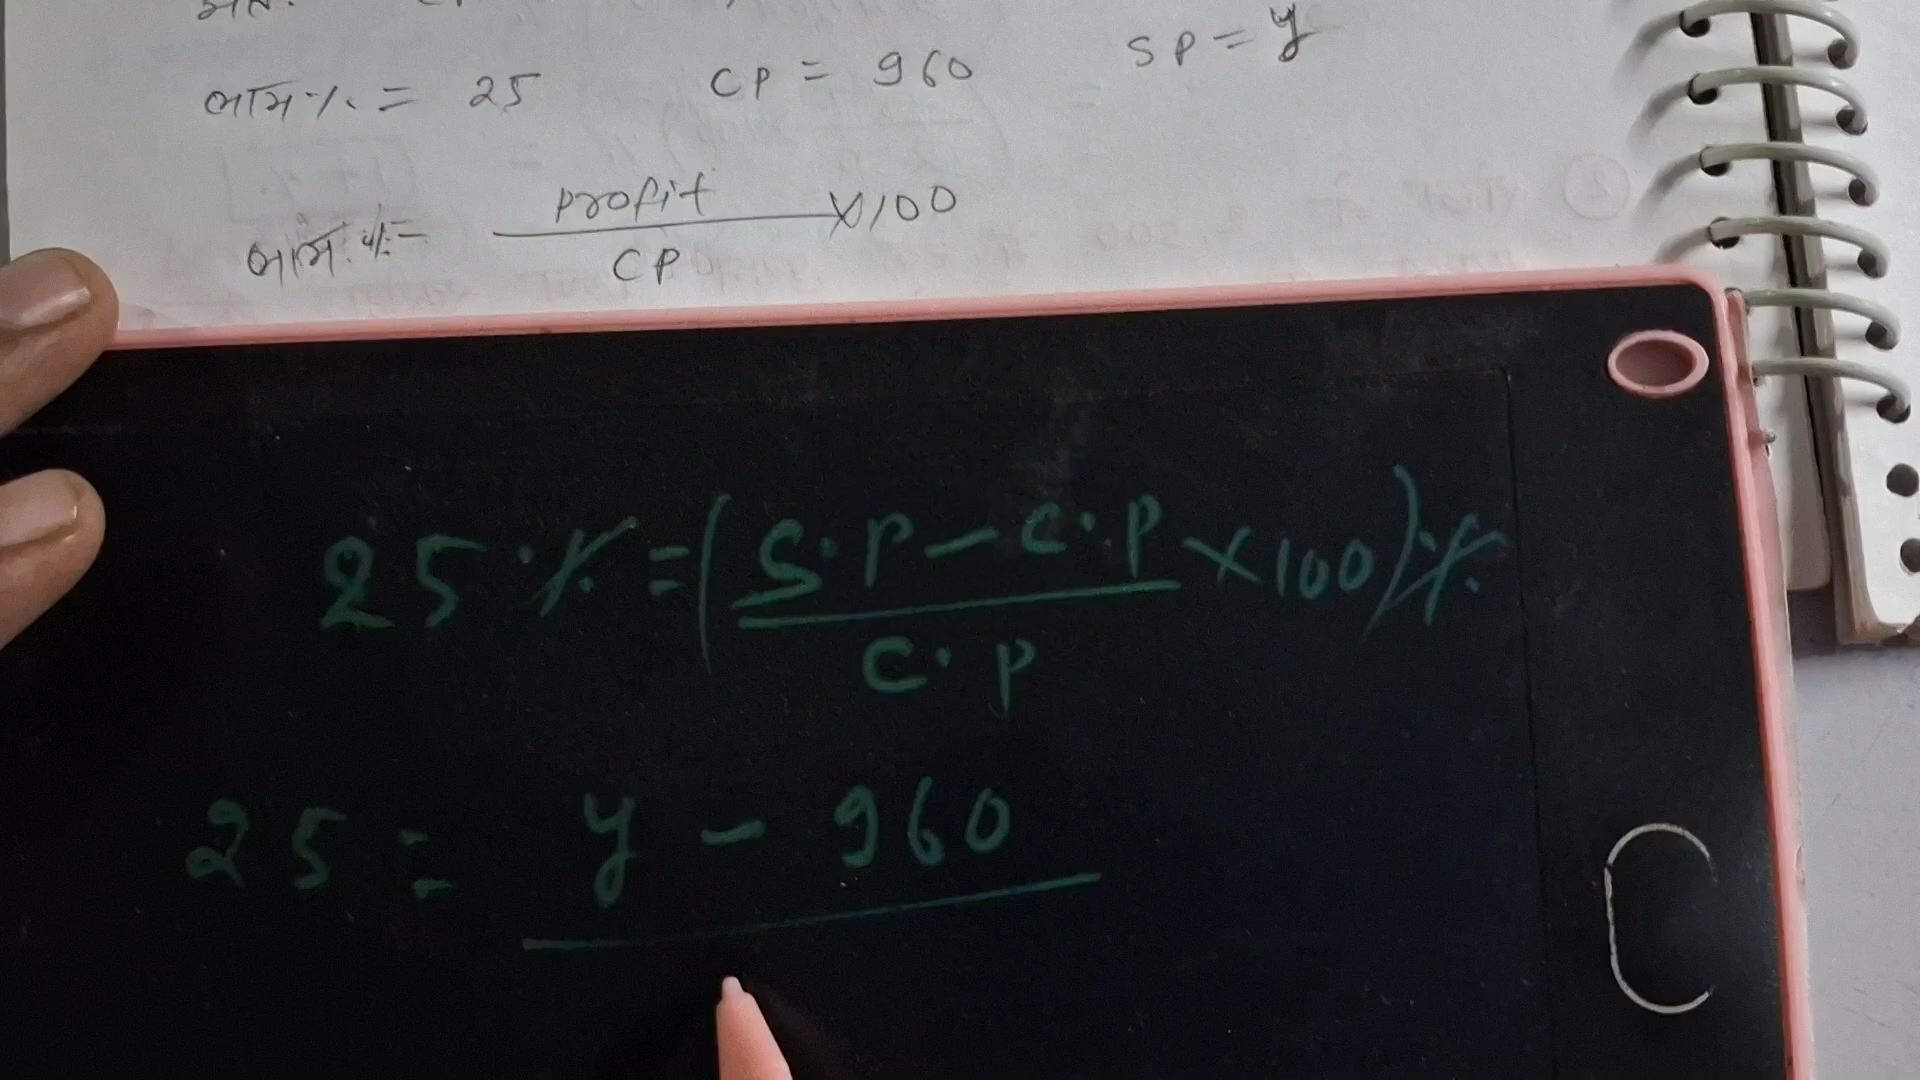 लाभ % = 25 CP = 960 SP = y
लाभ % = profit / CP × 100
25 % = ( S.P - C.P / C.P × 100 ) %
25 = y - 960